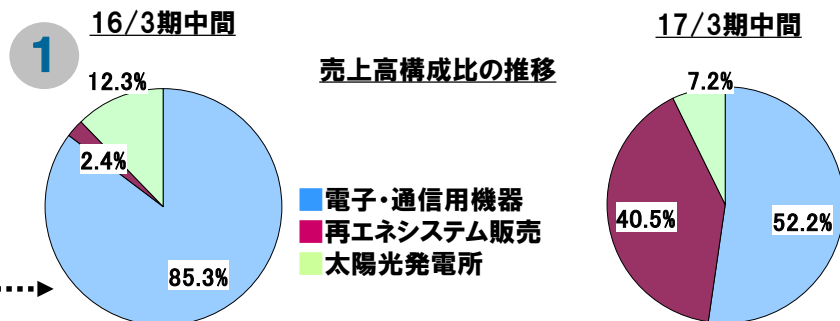 16/3期中間
17/3期中間
1
売上高構成比の推移
12.3%
7.2%
2.4%
電子・通信用機器
40.5%
52.2%
再エネシステム販売
太陽光発電所
85.3%